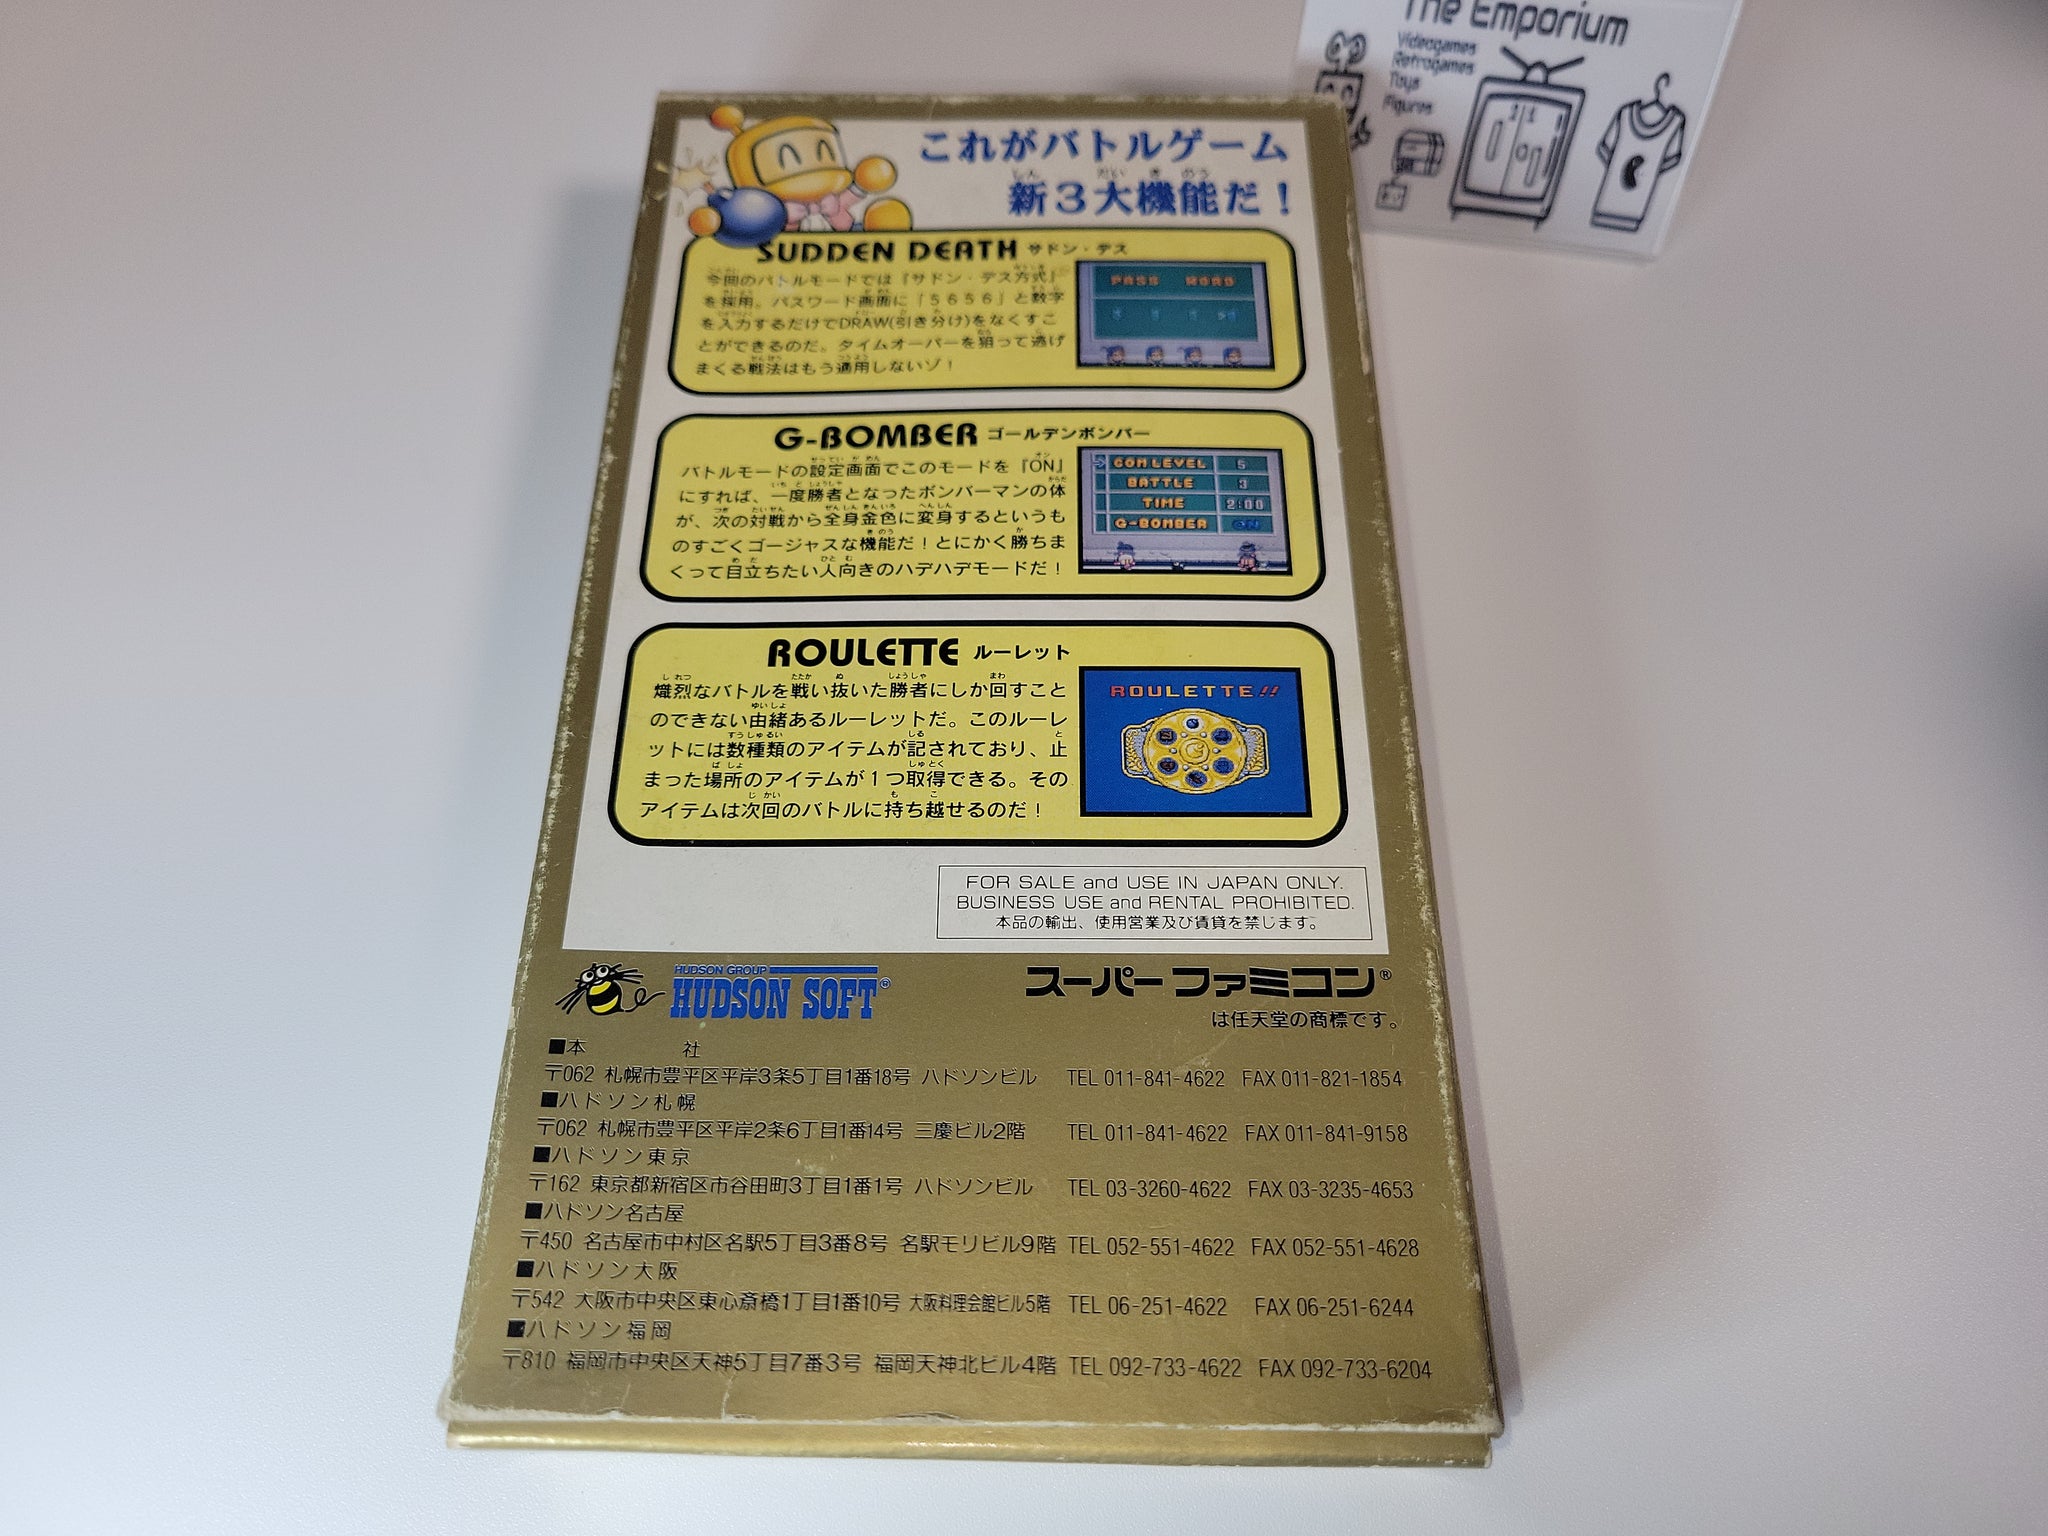 The Emporium
Videogames
Retrogames
Toys
Figures
これがバトルゲーム
新3大機能だ！
しん だい き のう
SUDDEN DEATH サドン・デス
今回のバトルモードでは『サドン・デス方式』
を採用。パスワード画面に「5656」と数字
を入力するだけでDRAW(引き分け)をなくすこ
とができるのだ。タイムオーバーを狙って逃げ
まくる戦法はもう通用しないゾ！
PASS WORD
G-BOMBER ゴールデンボンバー
バトルモードの設定画面でこのモードを『ON』
にすれば、一度勝者となったボンバーマンの体
が、次の対戦から全身金色に変身するというも
のすごくゴージャスな機能だ！とにかく勝ちま
くって目立ちたい人向きのハデハデモードだ！
COM LEVEL 5
BATTLE 3
TIME 2:00
G-BOMBER ON
ROULETTE ルーレット
熾烈なバトルを戦い抜いた勝者にしか回すこと
のできない由緒あるルーレットだ。このルーレ
ットには数種類のアイテムが記されており、止
まった場所のアイテムが1つ取得できる。その
アイテムは次回のバトルに持ち越せるのだ！
ROULETTE!!
FOR SALE and USE IN JAPAN ONLY.
BUSINESS USE and RENTAL PROHIBITED.
本品の輸出、使用営業及び賃貸を禁じます。
HUDSON GROUP
HUDSON SOFT®
スーパーファミコン®
は任天堂の商標です。
■本 社
〒062 札幌市豊平区平岸3条5丁目1番18号 ハドソンビル TEL 011-841-4622 FAX 011-821-1854
■ハドソン札幌
〒062 札幌市豊平区平岸2条6丁目1番14号 三慶ビル2階 TEL 011-841-4622 FAX 011-841-9158
■ハドソン東京
〒162 東京都新宿区市谷田町3丁目1番1号 ハドソンビル TEL 03-3260-4622 FAX 03-3235-4653
■ハドソン名古屋
〒450 名古屋市中村区名駅5丁目3番8号 名駅モリビル9階 TEL 052-551-4622 FAX 052-551-4628
■ハドソン大阪
〒542 大阪市中央区東心斎橋1丁目1番10号 大阪料理会館ビル5階 TEL 06-251-4622 FAX 06-251-6244
■ハドソン福岡
〒810 福岡市中央区天神5丁目7番3号 福岡天神北ビル4階 TEL 092-733-4622 FAX 092-733-6204